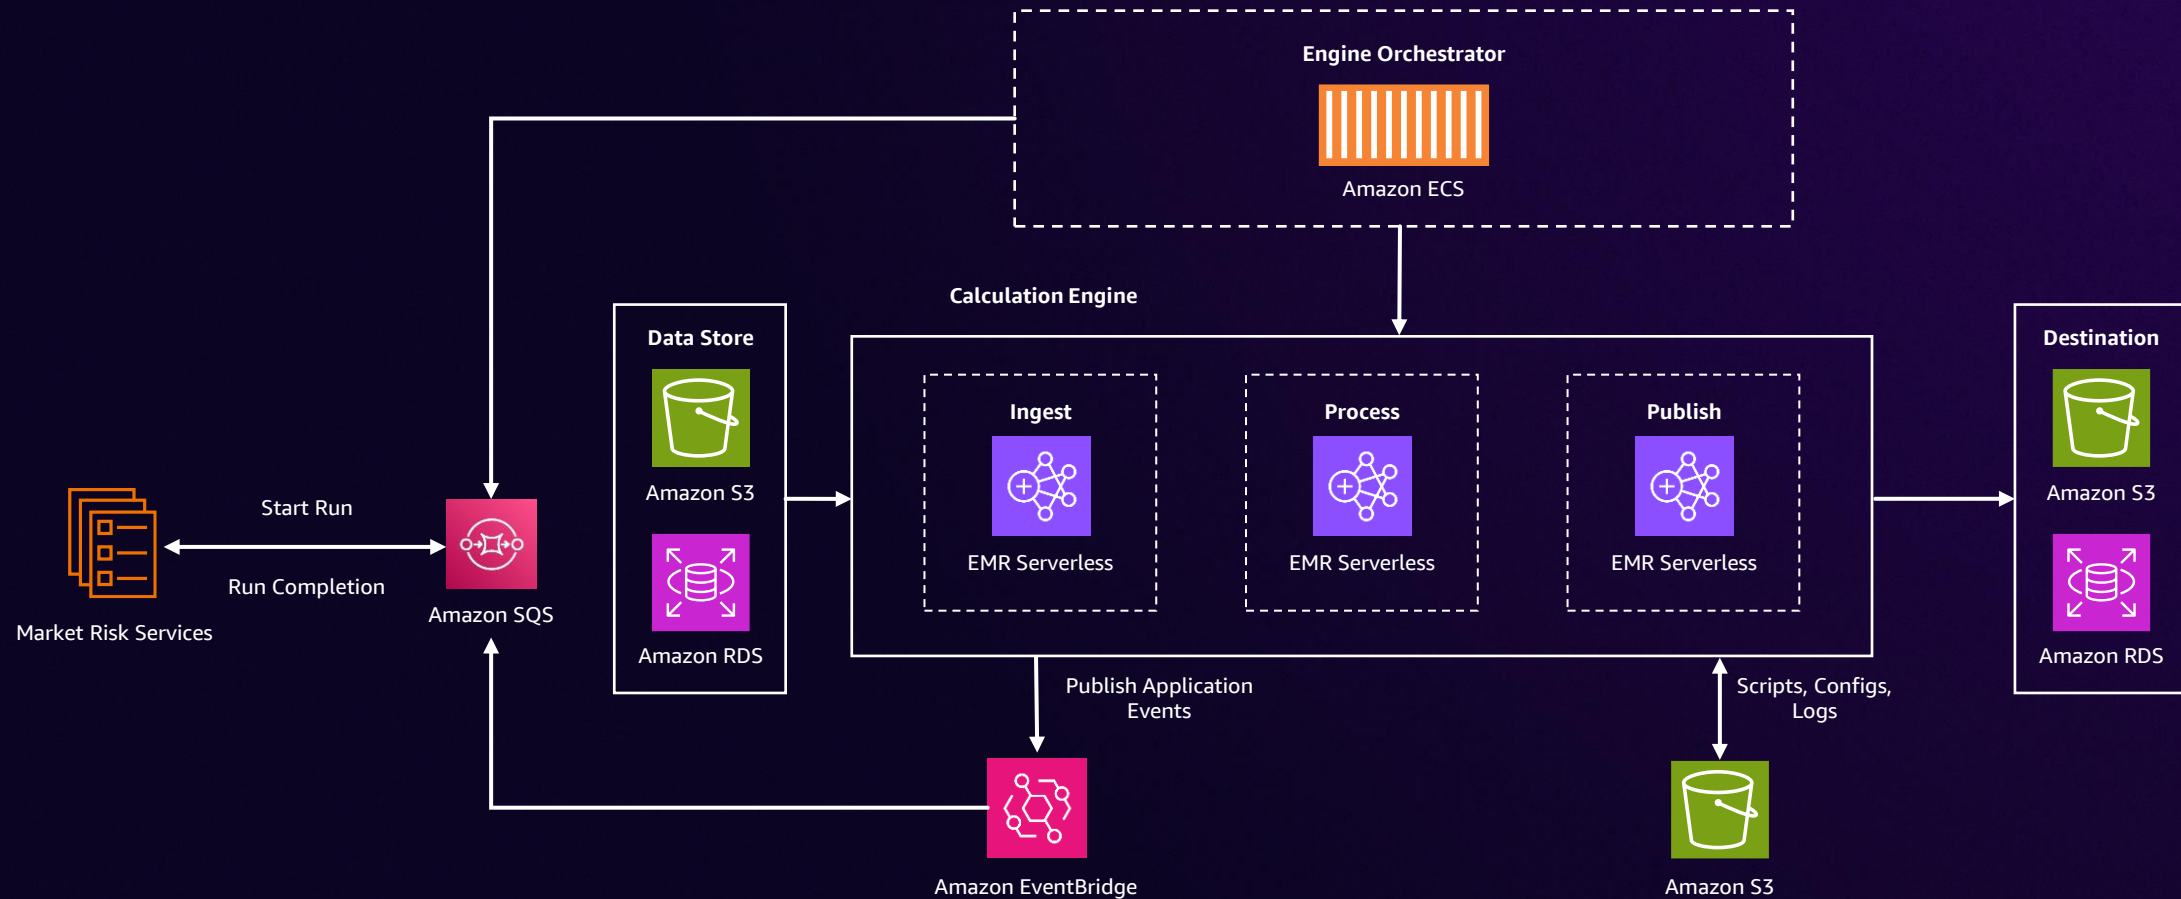 Engine Orchestrator
Amazon ECS
Calculation Engine
Data Store
Amazon S3
Amazon RDS
Ingest
EMR Serverless
Process
EMR Serverless
Publish
EMR Serverless
Destination
Amazon S3
Amazon RDS
Start Run
Run Completion
Market Risk Services
Amazon SQS
Publish Application
Events
Scripts, Configs,
Logs
Amazon EventBridge
Amazon S3